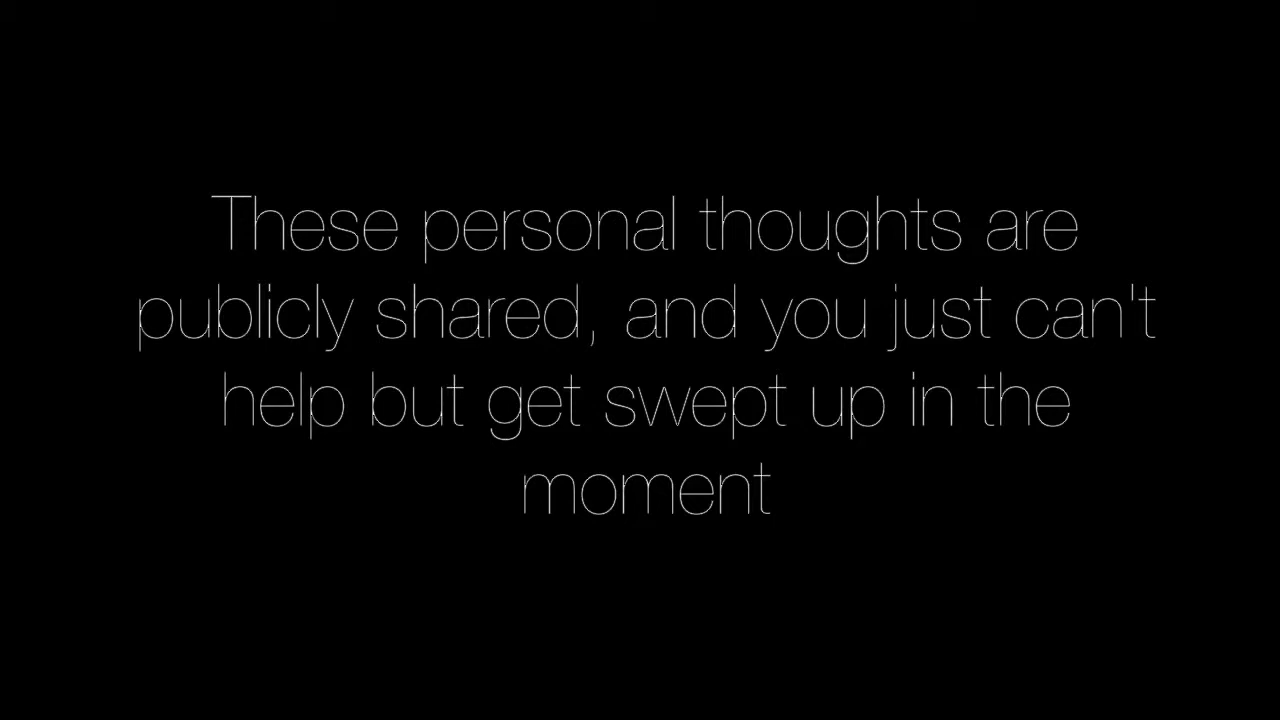 These personal thoughts are
publicly shared, and you just can't
help but get swept up in the
moment